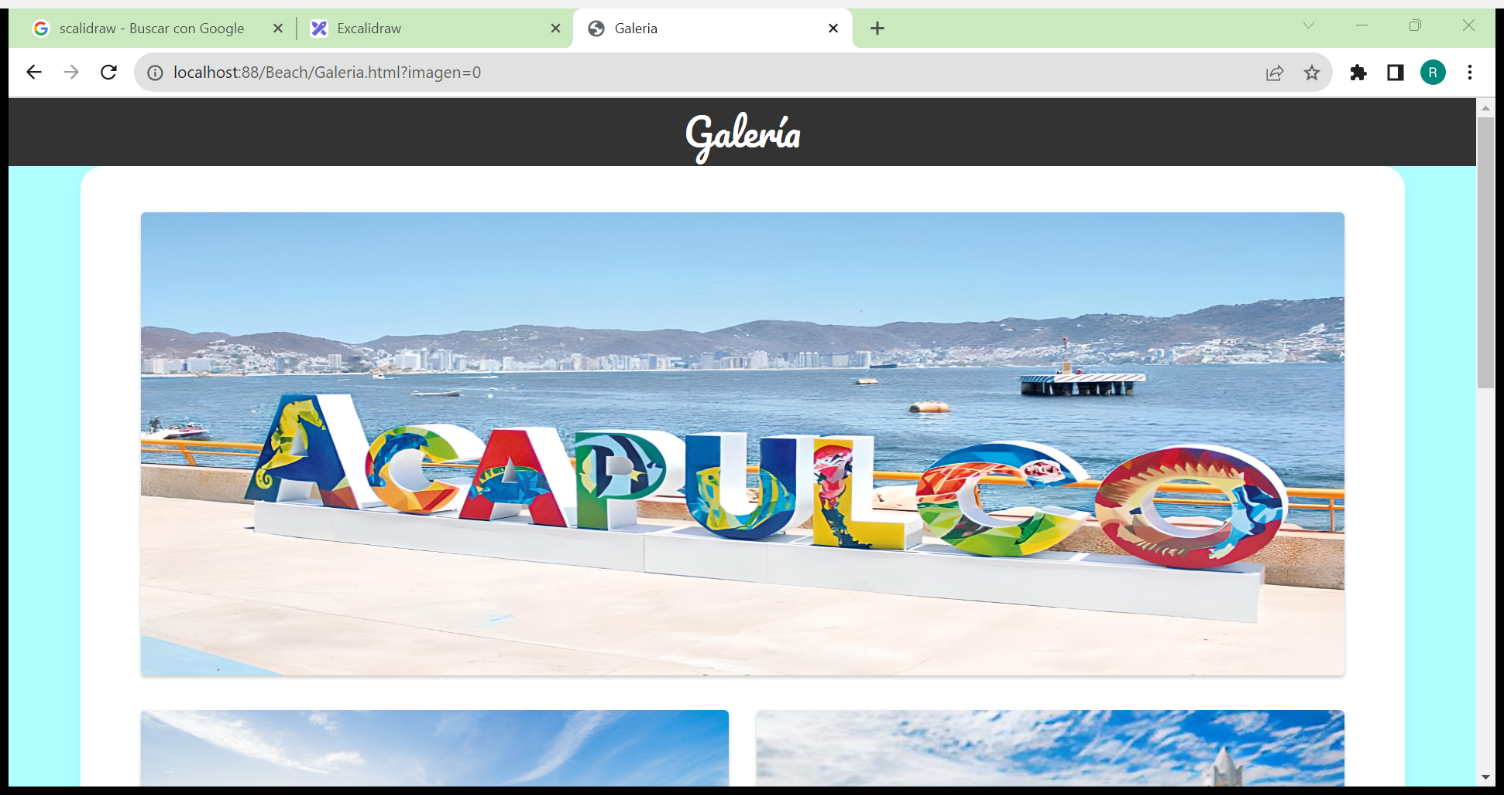 scalidraw - Buscar con Google
Excalidraw
Galeria
localhost:88/Beach/Galeria.html?imagen=0
R
Galería
ACAPULCO